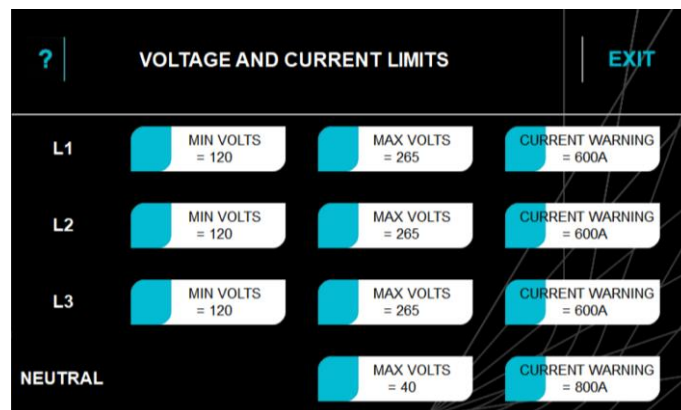 ? VOLTAGE AND CURRENT LIMITS EXIT
L1
MIN VOLTS
= 120
MAX VOLTS
= 265
CURRENT WARNING
= 600A
L2
MIN VOLTS
= 120
MAX VOLTS
= 265
CURRENT WARNING
= 600A
L3
MIN VOLTS
= 120
MAX VOLTS
= 265
CURRENT WARNING
= 600A
NEUTRAL
MAX VOLTS
= 40
CURRENT WARNING
= 800A